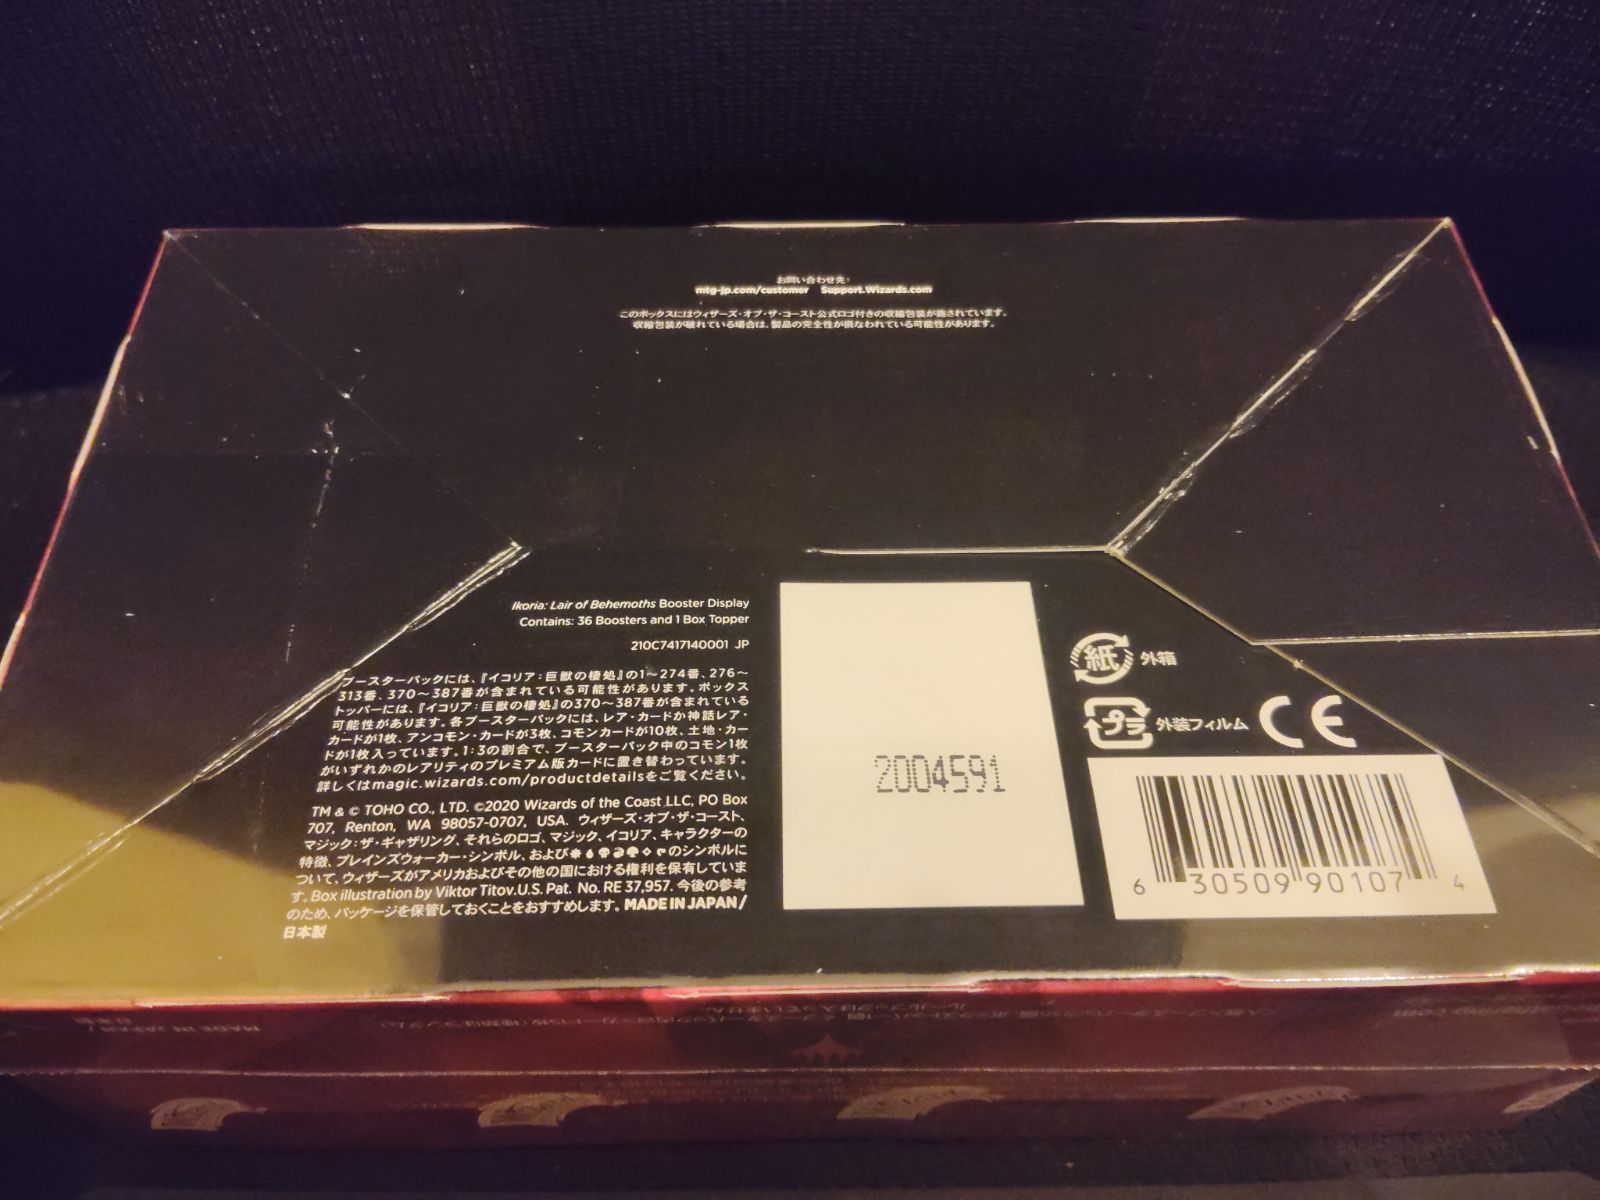 お問い合わせ先:
mtg-jp.com/customer Support.Wizards.com
このボックスにはウィザーズ・オブ・ザ・コースト公式ロゴ付きの収縮包装が施されています。
収縮包装が破れている場合は、製品の完全性が損なわれている可能性があります。
Ikoria: Lair of Behemoths Booster Display
Contains: 36 Boosters and 1 Box Topper
210C7417140001 JP
ブースターパックには、『イコリア:巨獣の棲処』の1～274番、276～
313番、370～387番が含まれている可能性があります。ボックス
トッパーには、『イコリア:巨獣の棲処』の370～387番が含まれている
可能性があります。各ブースターパックには、レア・カードか神話レア・
カードが1枚、アンコモン・カードが3枚、コモンカードが10枚、土地・カー
ドが1枚入っています。1:3の割合で、ブースターパック中のコモン1枚
がいずれかのレアリティのプレミアム版カードに置き替わっています。
詳しくはmagic.wizards.com/productdetailsをご覧ください。
TM & © TOHO CO., LTD. ©2020 Wizards of the Coast LLC, PO Box
707, Renton, WA 98057-0707, USA. ウィザーズ・オブ・ザ・コースト、
マジック:ザ・ギャザリング、それらのロゴ、マジック、イコリア、キャラクターの
特徴、プレインズウォーカー・シンボル、および のシンボルに
ついて、ウィザーズがアメリカおよびその他の国における権利を保有していま
す。Box illustration by Viktor Titov.U.S. Pat. No. RE 37,957. 今後の参考
のため、パッケージを保管しておくことをおすすめします。MADE IN JAPAN/
日本製
2004591
紙 外箱
プラ 外装フィルム CE
6 30509 90107 4
MADE IN JAPAN